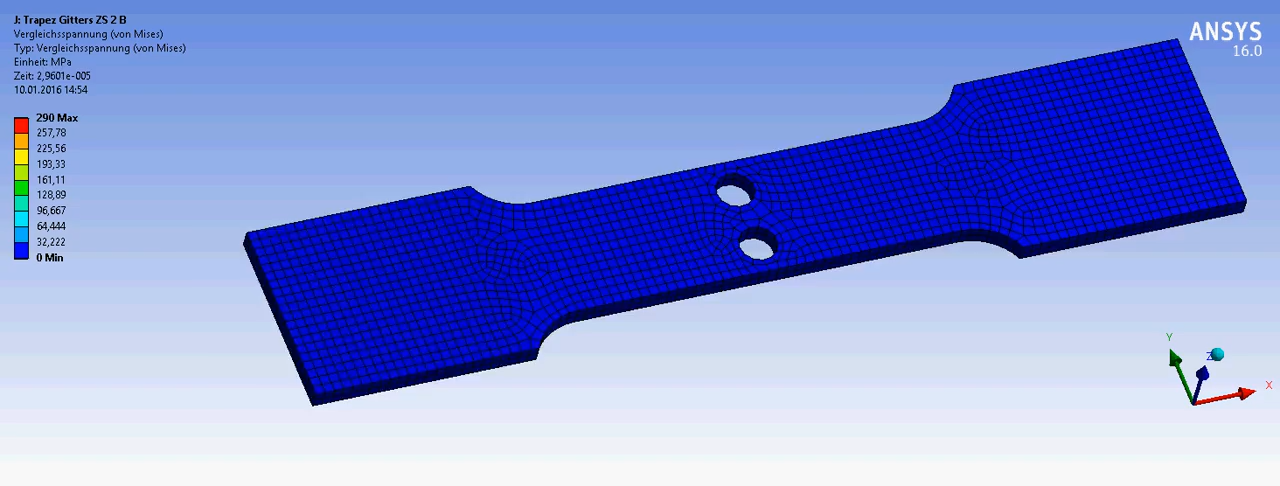 J: Trapez Gitters ZS 2 B
Vergleichsspannung (von Mises)
Typ: Vergleichsspannung (von Mises)
Einheit: MPa
Zeit: 2,9601e-005
10.01.2016 14:54
290 Max
257,78
225,56
193,33
161,11
128,89
96,667
64,444
32,222
0 Min
ANSYS
16.0
Y
Z
X